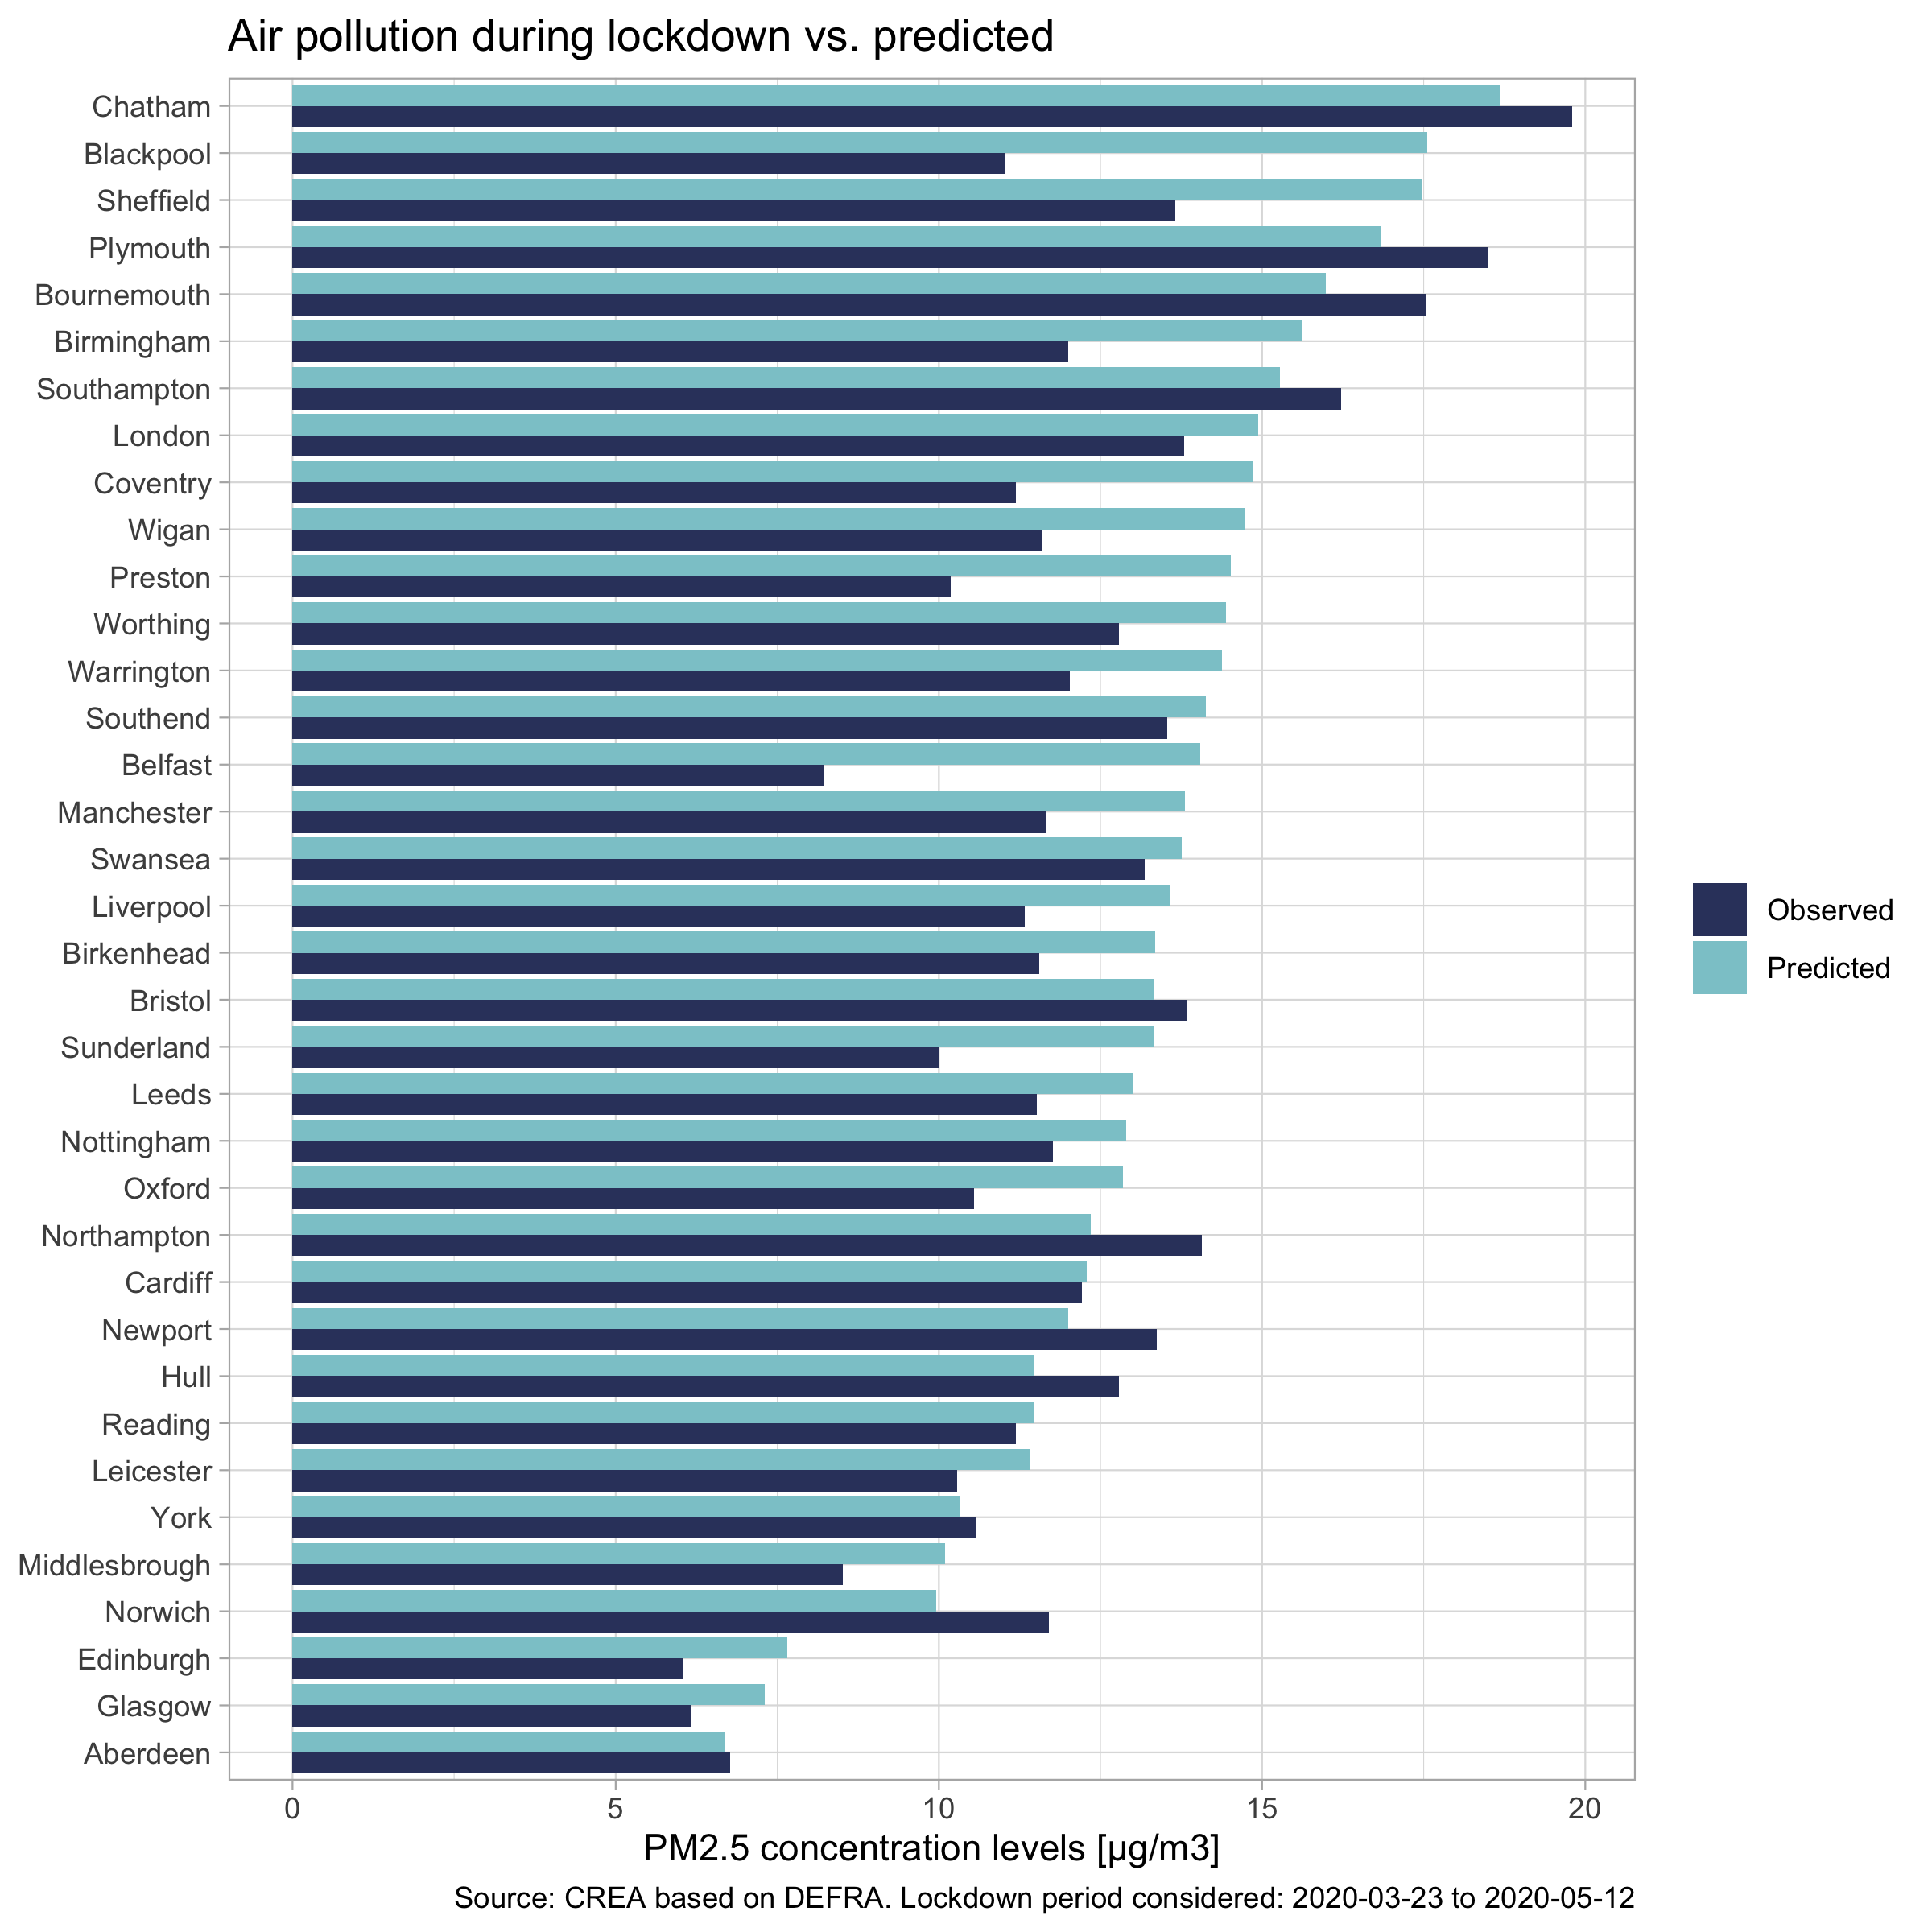 Air pollution during lockdown vs. predicted
Chatham
Blackpool
Sheffield
Plymouth
Bournemouth
Birmingham
Southampton
London
Coventry
Wigan
Preston
Worthing
Warrington
Southend
Belfast
Manchester
Swansea
Liverpool
Birkenhead
Bristol
Sunderland
Leeds
Nottingham
Oxford
Northampton
Cardiff
Newport
Hull
Reading
Leicester
York
Middlesbrough
Norwich
Edinburgh
Glasgow
Aberdeen
Observed
Predicted
0 5 10 15 20
PM2.5 concentration levels [µg/m3]
Source: CREA based on DEFRA. Lockdown period considered: 2020-03-23 to 2020-05-12